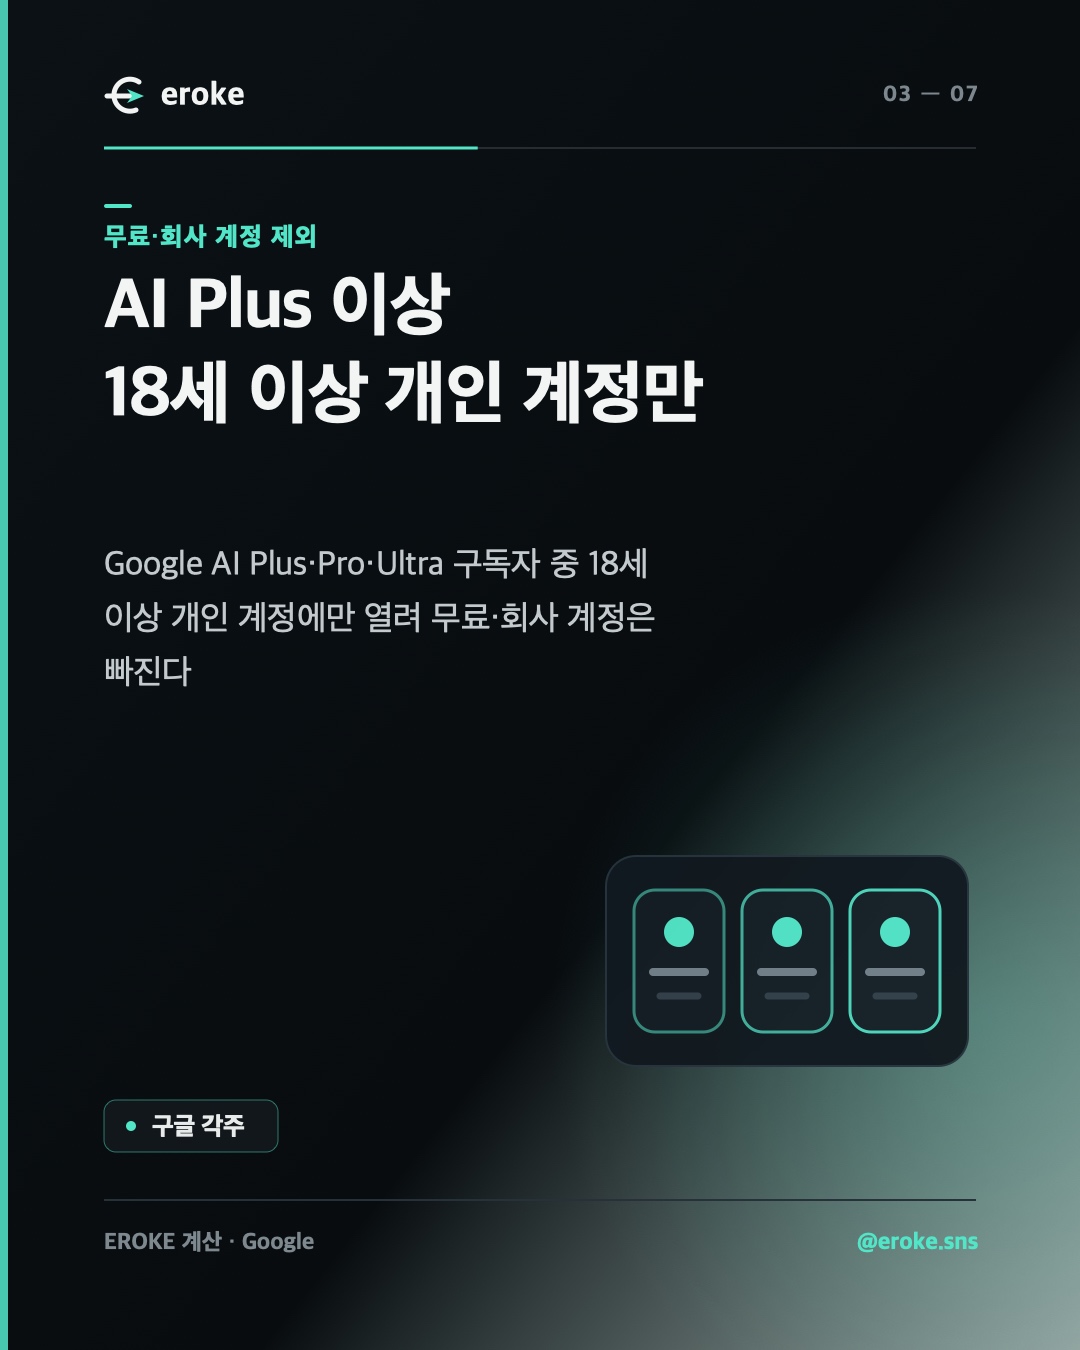 eroke
03 — 07
무료·회사 계정 제외
AI Plus 이상
18세 이상 개인 계정만
Google AI Plus·Pro·Ultra 구독자 중 18세
이상 개인 계정에만 열려 무료·회사 계정은
빠진다
구글 각주
EROKE 계산 · Google
@eroke.sns